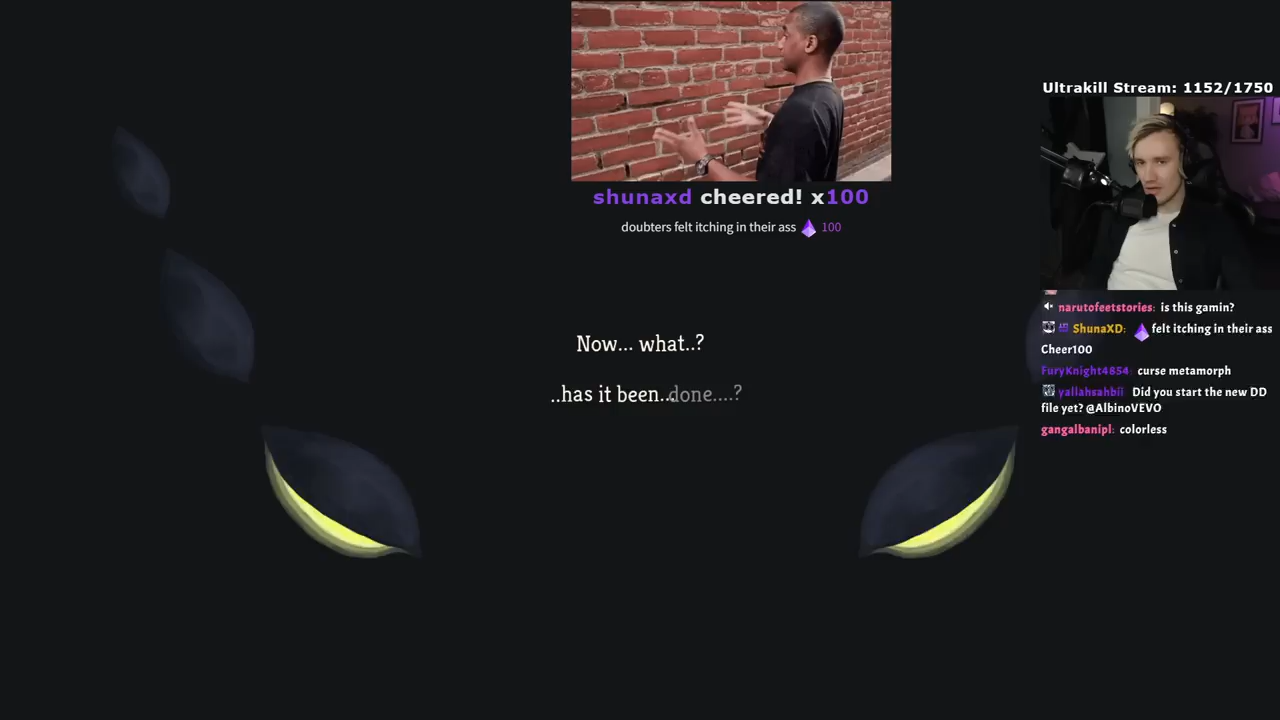 shunaxd cheered! x100
doubters felt itching in their ass 100
Ultrakill Stream: 1152/1750
Now... what..?
..has it been...done....?
narutofeetstories: is this gamin?
ShunaXD: felt itching in their ass
Cheer100
FuryKnight4854: curse metamorph
yallahsahbii Did you start the new DD
file yet? @AlbinoVEVO
gangalbanipl: colorless